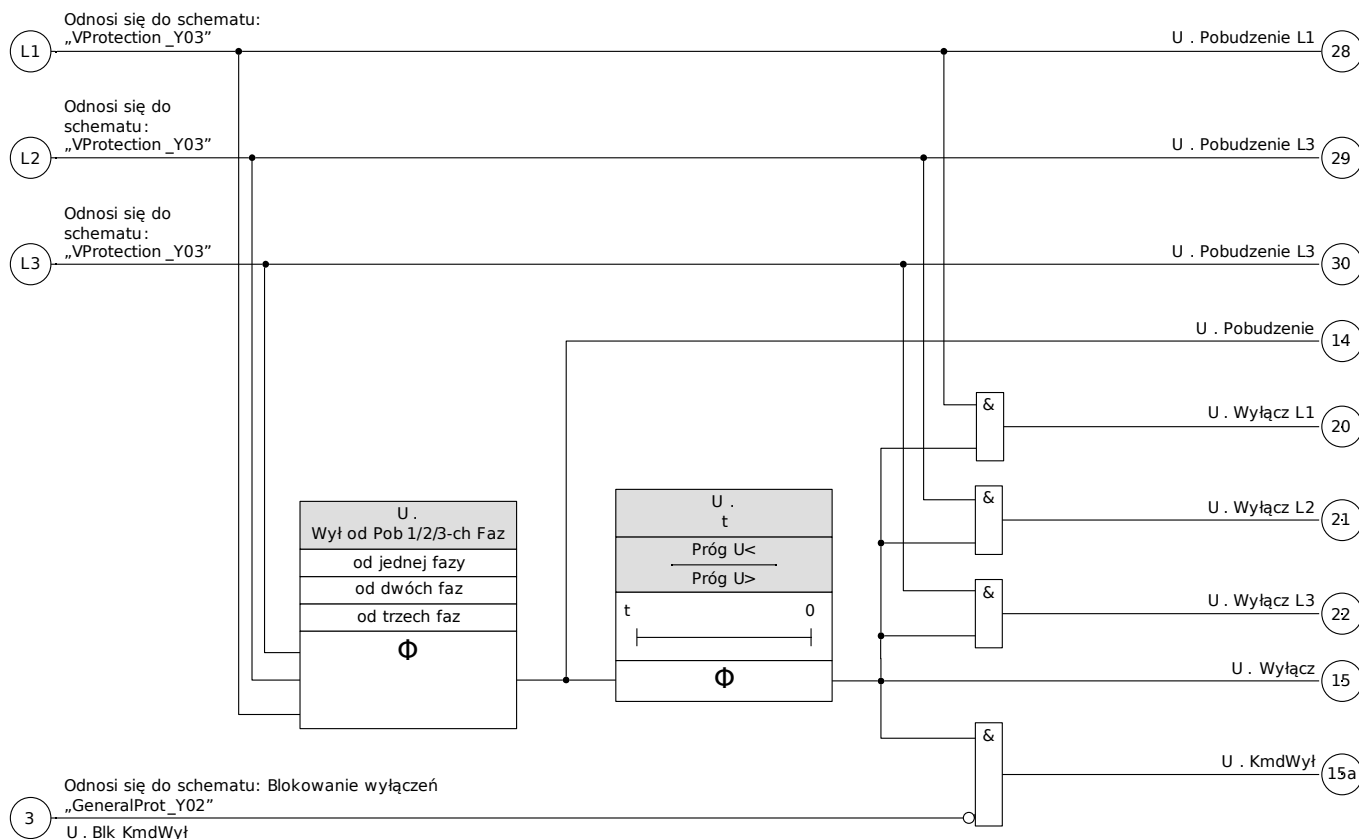 Odnosi się do schematu:
„VProtection _Y03”
L1
U . Pobudzenie L1
28
Odnosi się do
schematu:
„VProtection _Y03”
L2
U . Pobudzenie L3
29
Odnosi się do
schematu:
„VProtection _Y03”
L3
U . Pobudzenie L3
30
U . Pobudzenie
14
&
U . Wyłącz L1
20
&
U . Wyłącz L2
21
&
U . Wyłącz L3
22
U .
Wył od Pob 1/2/3-ch Faz
od jednej fazy
od dwóch faz
od trzech faz
Φ
U .
t
Próg U<
Próg U>
t 0
Φ
U . Wyłącz
15
&
U . KmdWył
15a
Odnosi się do schematu: Blokowanie wyłączeń
„GeneralProt _Y02”
3
U . Blk KmdWył